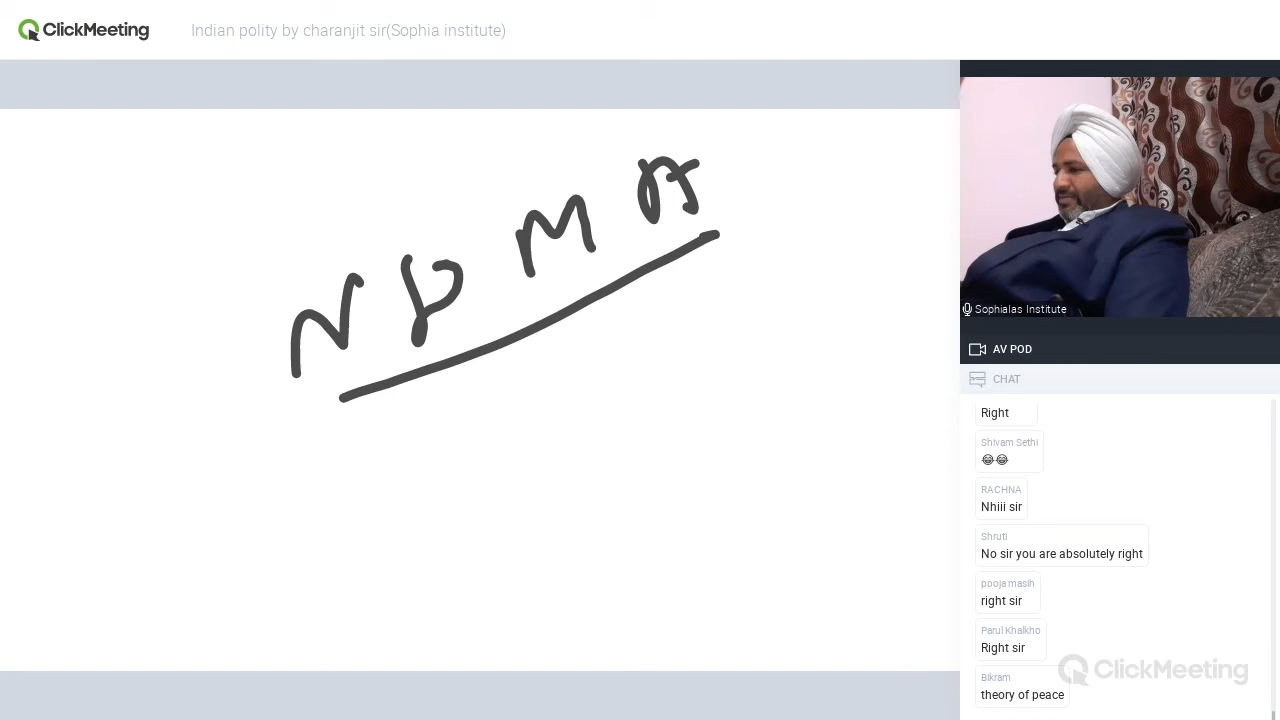 ClickMeeting
Indian polity by charanjit sir(Sophia institute)
N D M A
Sophialas Institute
AV POD
CHAT
Right
Shivam Sethi
😂😂
RACHNA
Nhiii sir
Shruti
No sir you are absolutely right
pooja masih
right sir
Parul Khalkho
Right sir
Bikram
theory of peace
ClickMeeting